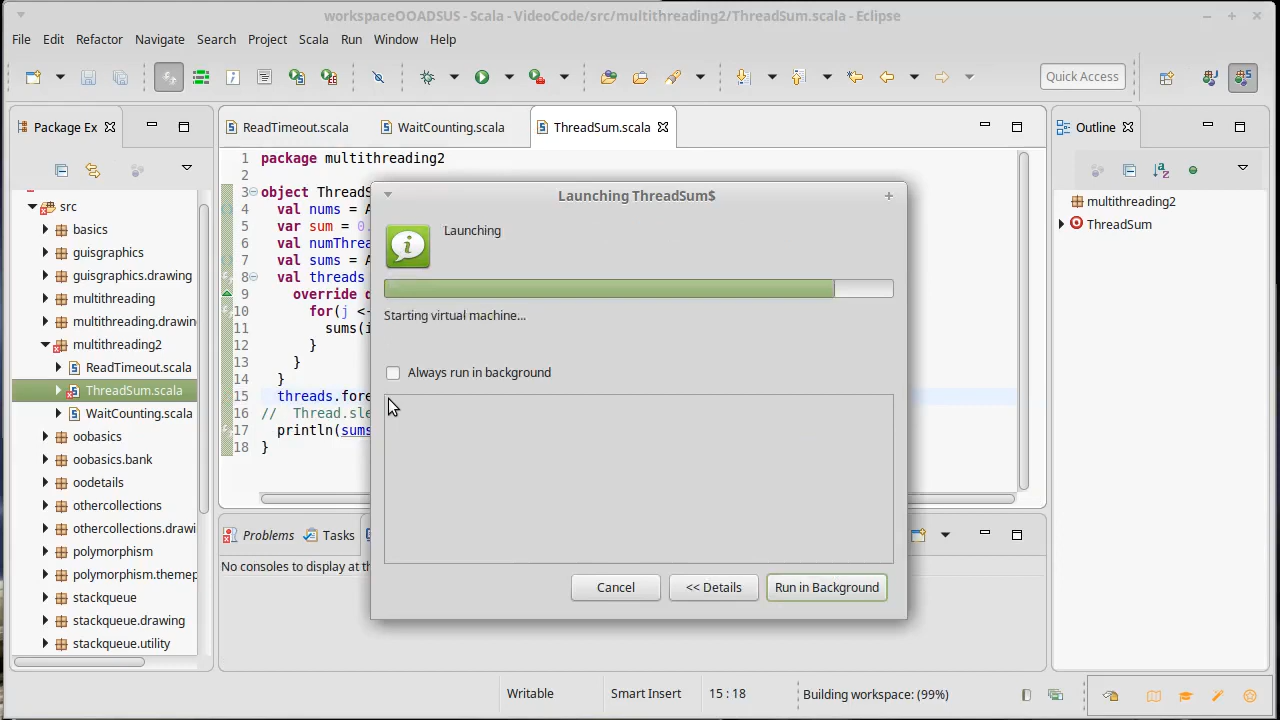 workspaceOOADSUS - Scala - VideoCode/src/multithreading2/ThreadSum.scala - Eclipse
File Edit Refactor Navigate Search Project Scala Run Window Help
Quick Access
Package Ex
ReadTimeout.scala
WaitCounting.scala
ThreadSum.scala
Outline
src
basics
guisgraphics
guisgraphics.drawing
multithreading
multithreading.drawin
multithreading2
ReadTimeout.scala
ThreadSum.scala
WaitCounting.scala
oobasics
oobasics.bank
oodetails
othercollections
othercollections.drawi
polymorphism
polymorphism.themep
stackqueue
stackqueue.drawing
stackqueue.utility
1 package multithreading2
2
3 object ThreadS
4 val nums = A
5 var sum = 0.
6 val numThrea
7 val sums = A
8 val threads
9 override d
10 for(j <-
11 sums(i
12 }
13 }
14 }
15 threads.fore
16 // Thread.sle
17 println(sums
18 }
Launching ThreadSum$
Launching
Starting virtual machine...
Always run in background
Cancel
<< Details
Run in Background
multithreading2
ThreadSum
Problems
Tasks
No consoles to display at th
Writable
Smart Insert
15 : 18
Building workspace: (99%)